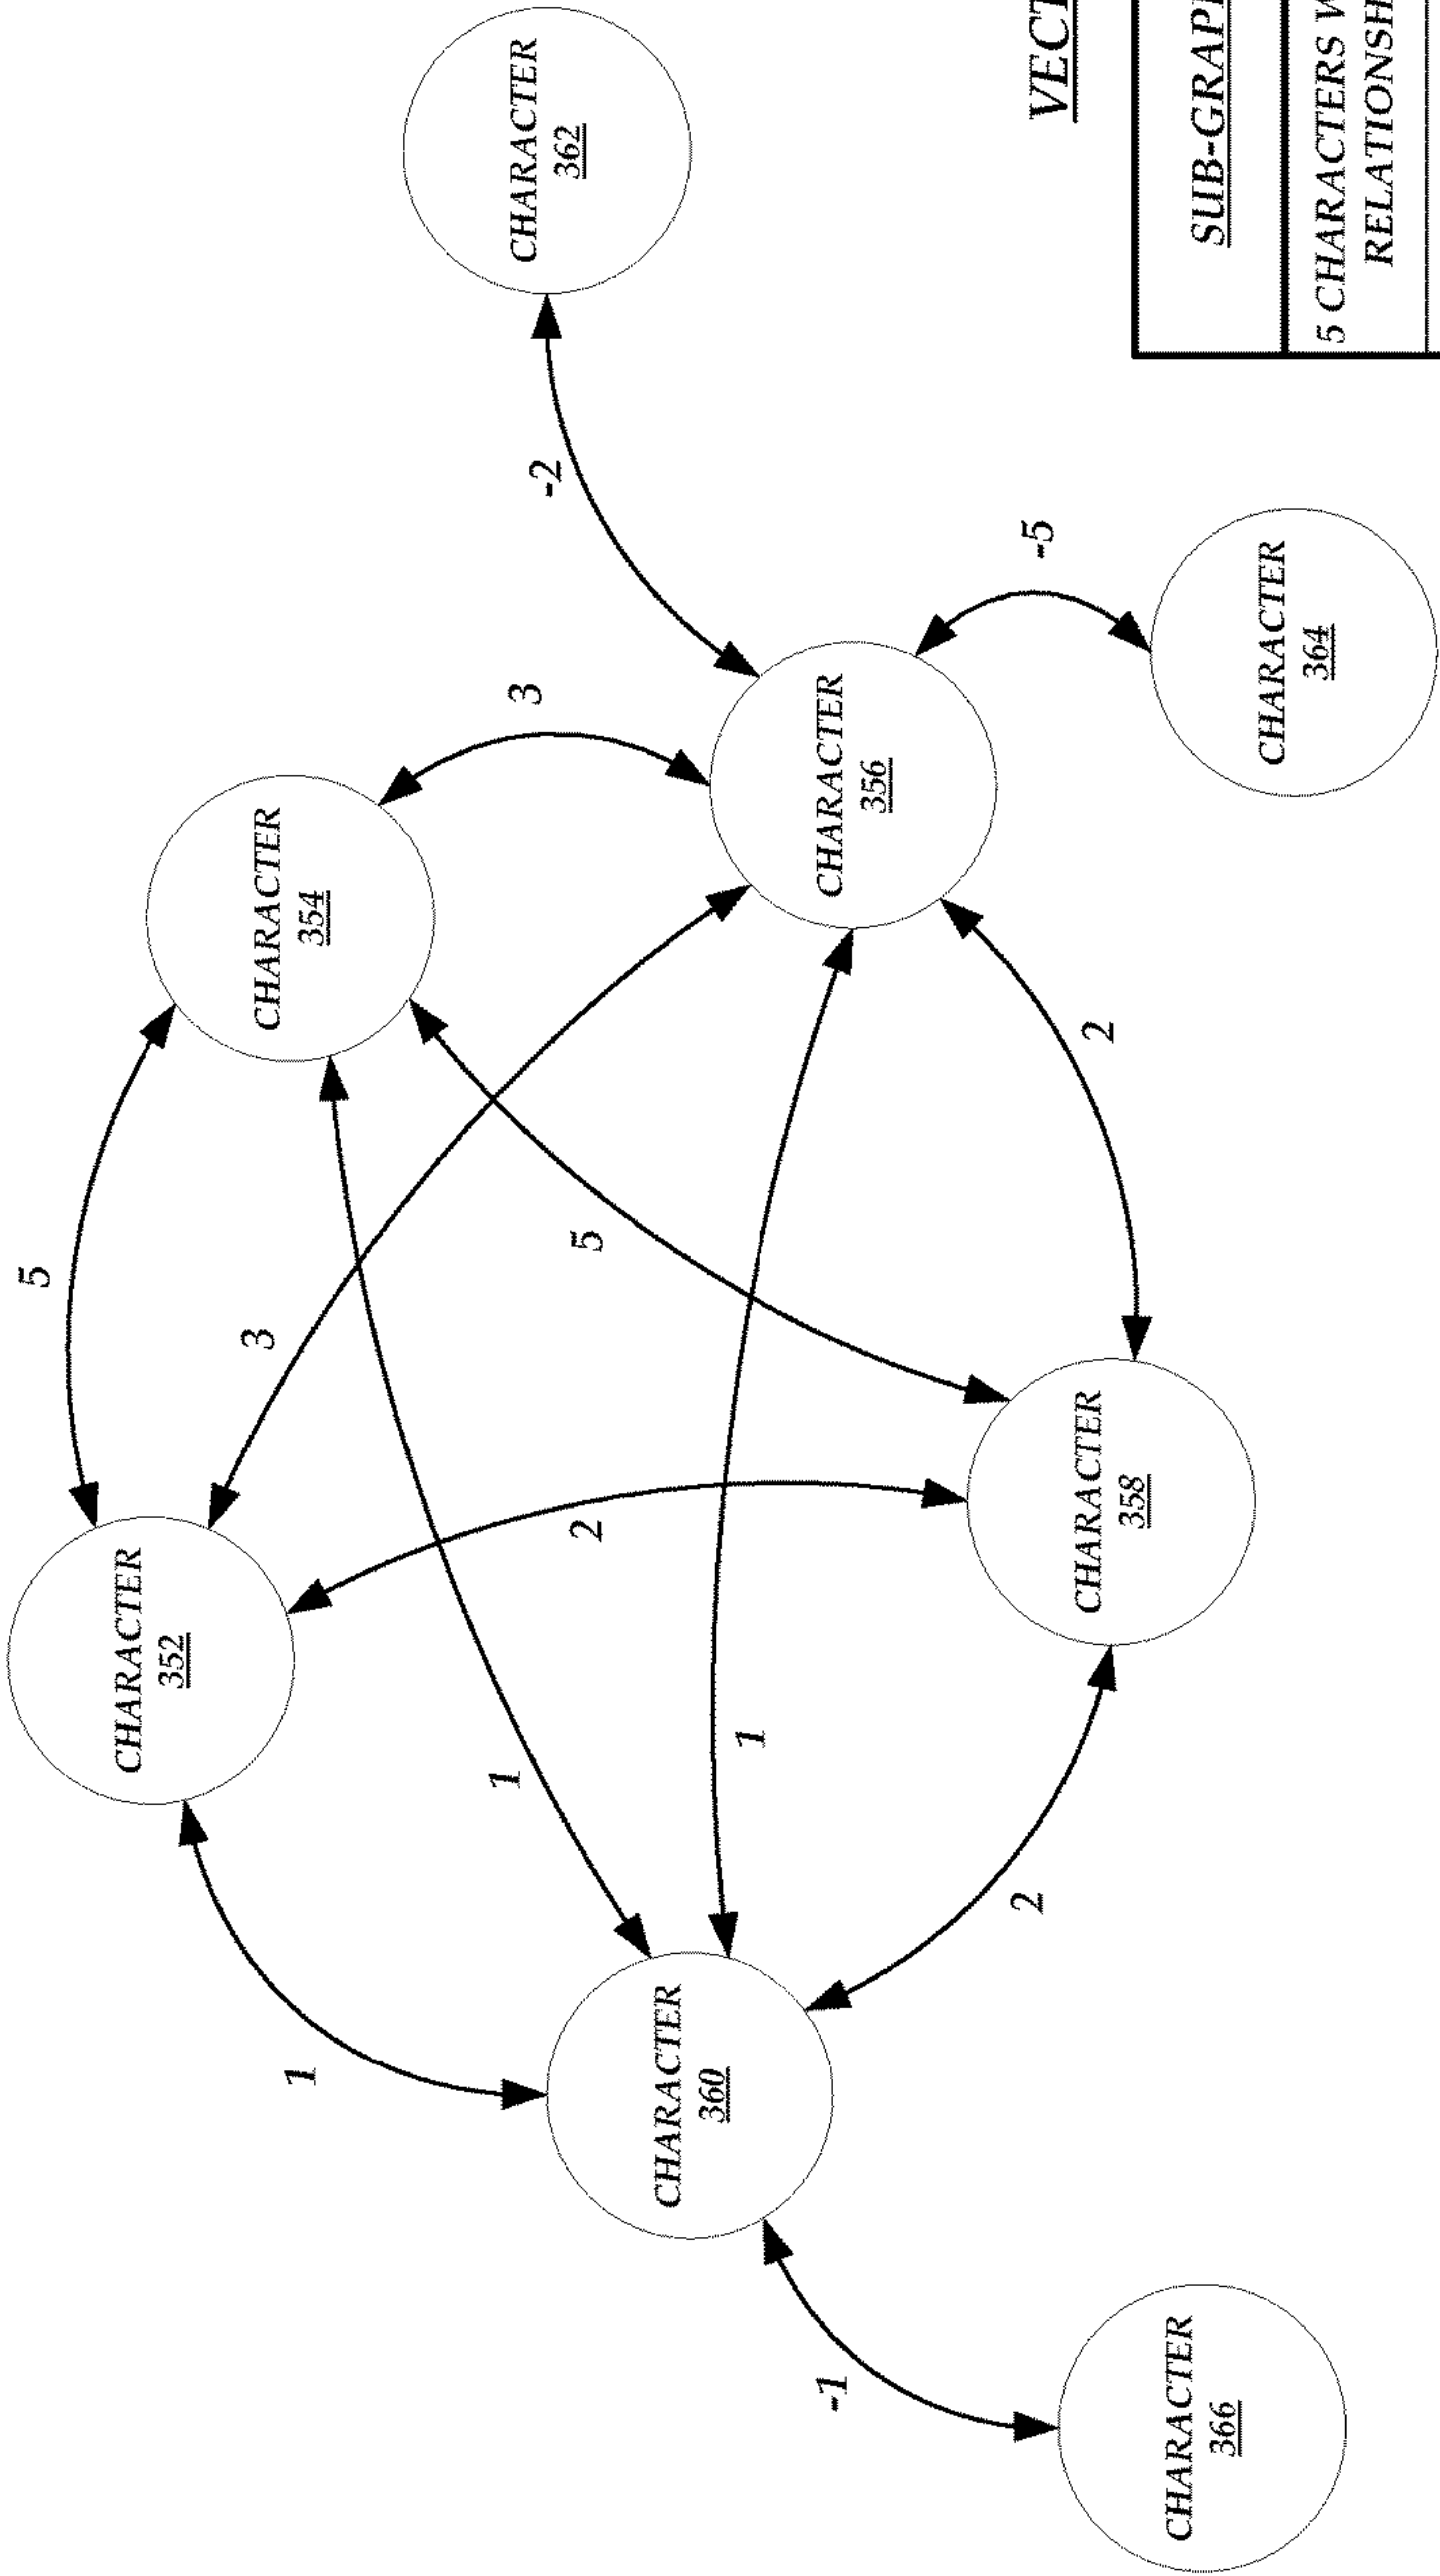 5
CHARACTER
352
3
CHARACTER
354
1
1
3
CHARACTER
362
-2
2
5
CHARACTER
360
1
CHARACTER
356
-1
2
-5
VECT
CHARACTER
358
2
CHARACTER
366
SUB-GRAP
CHARACTER
364
5 CHARACTERS W
RELATIONSH